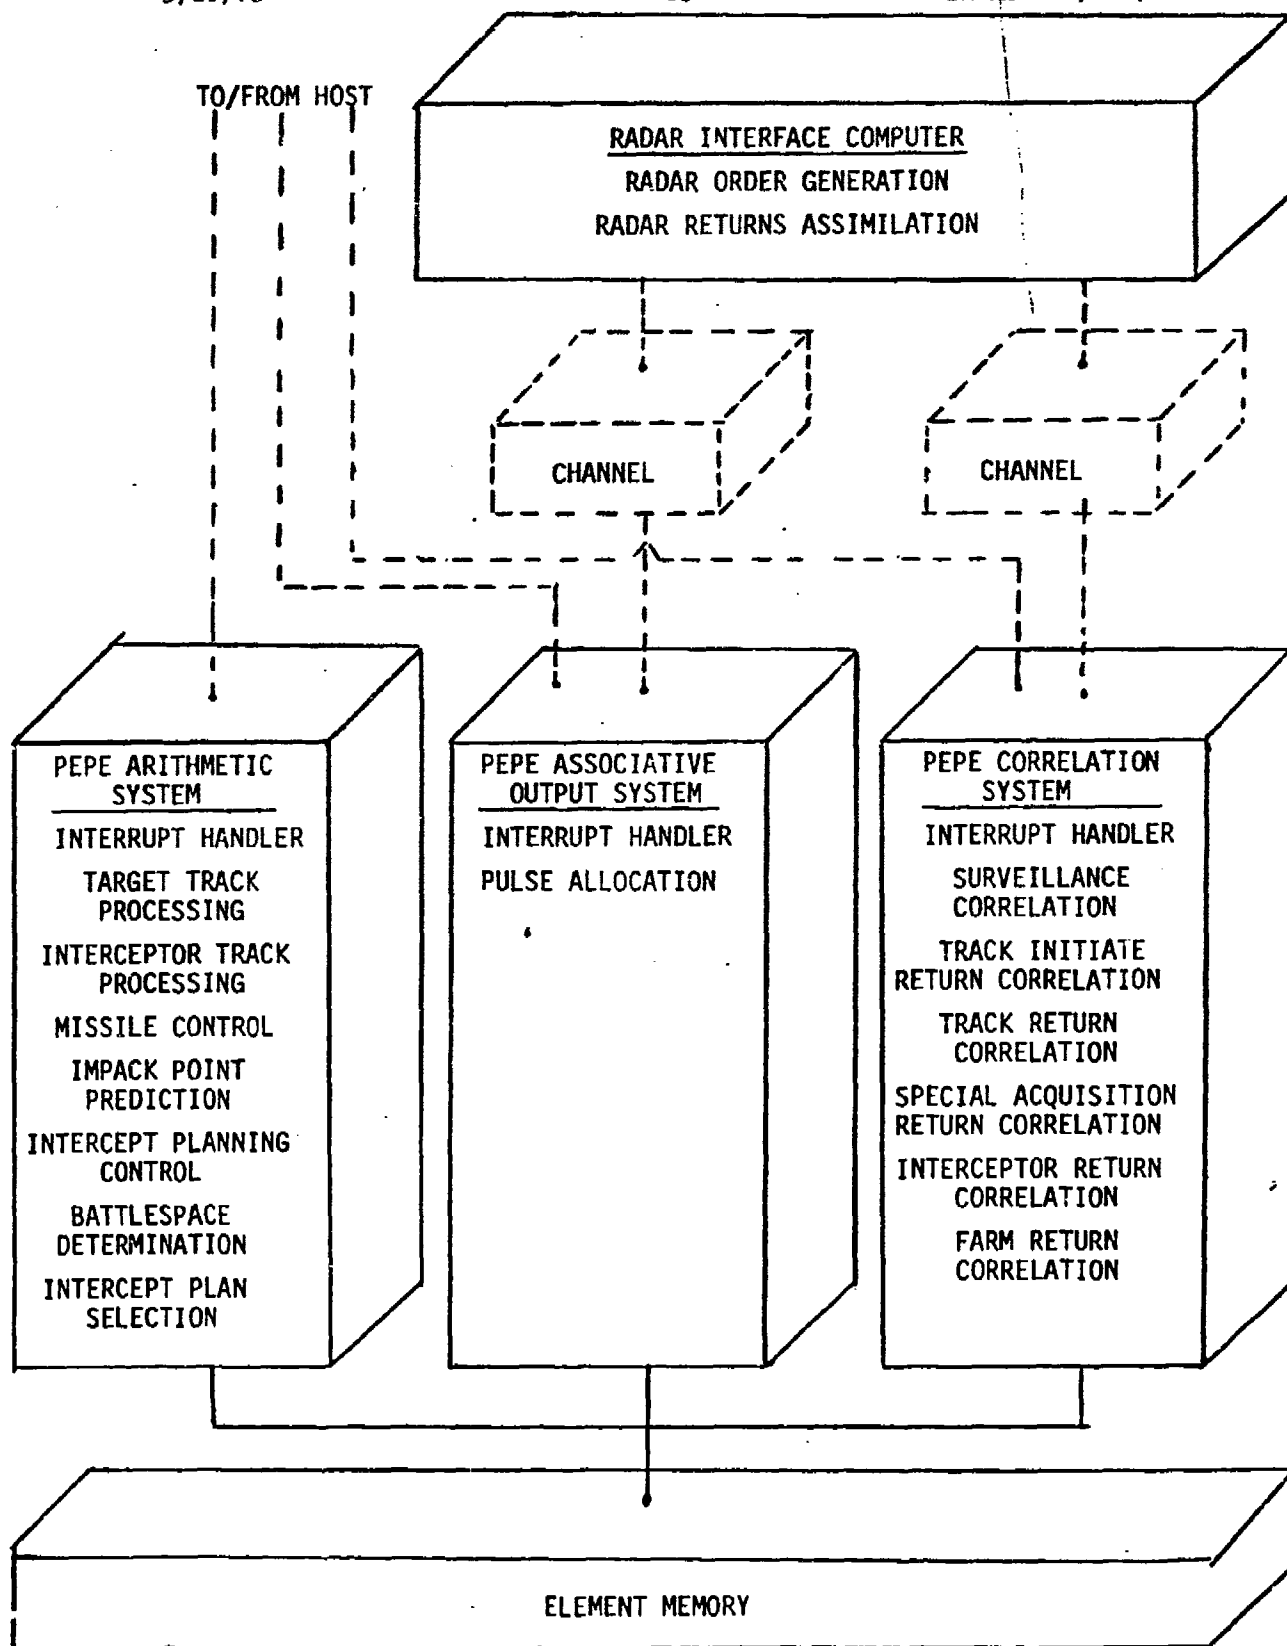 TO/FROM HOST
RADAR INTERFACE COMPUTER
RADAR ORDER GENERATION
RADAR RETURNS ASSIMILATION
CHANNEL
CHANNEL
PEPE ARITHMETIC
SYSTEM
INTERRUPT HANDLER
TARGET TRACK
PROCESSING
INTERCEPTOR TRACK
PROCESSING
MISSILE CONTROL
IMPACK POINT
PREDICTION
INTERCEPT PLANNING
CONTROL
BATTLESPACE
DETERMINATION
INTERCEPT PLAN
SELECTION
PEPE ASSOCIATIVE
OUTPUT SYSTEM
INTERRUPT HANDLER
PULSE ALLOCATION
PEPE CORRELATION
SYSTEM
INTERRUPT HANDLER
SURVEILLANCE
CORRELATION
TRACK INITIATE
RETURN CORRELATION
TRACK RETURN
CORRELATION
SPECIAL ACQUISITION
RETURN CORRELATION
INTERCEPTOR RETURN
CORRELATION
FARM RETURN
CORRELATION
ELEMENT MEMORY